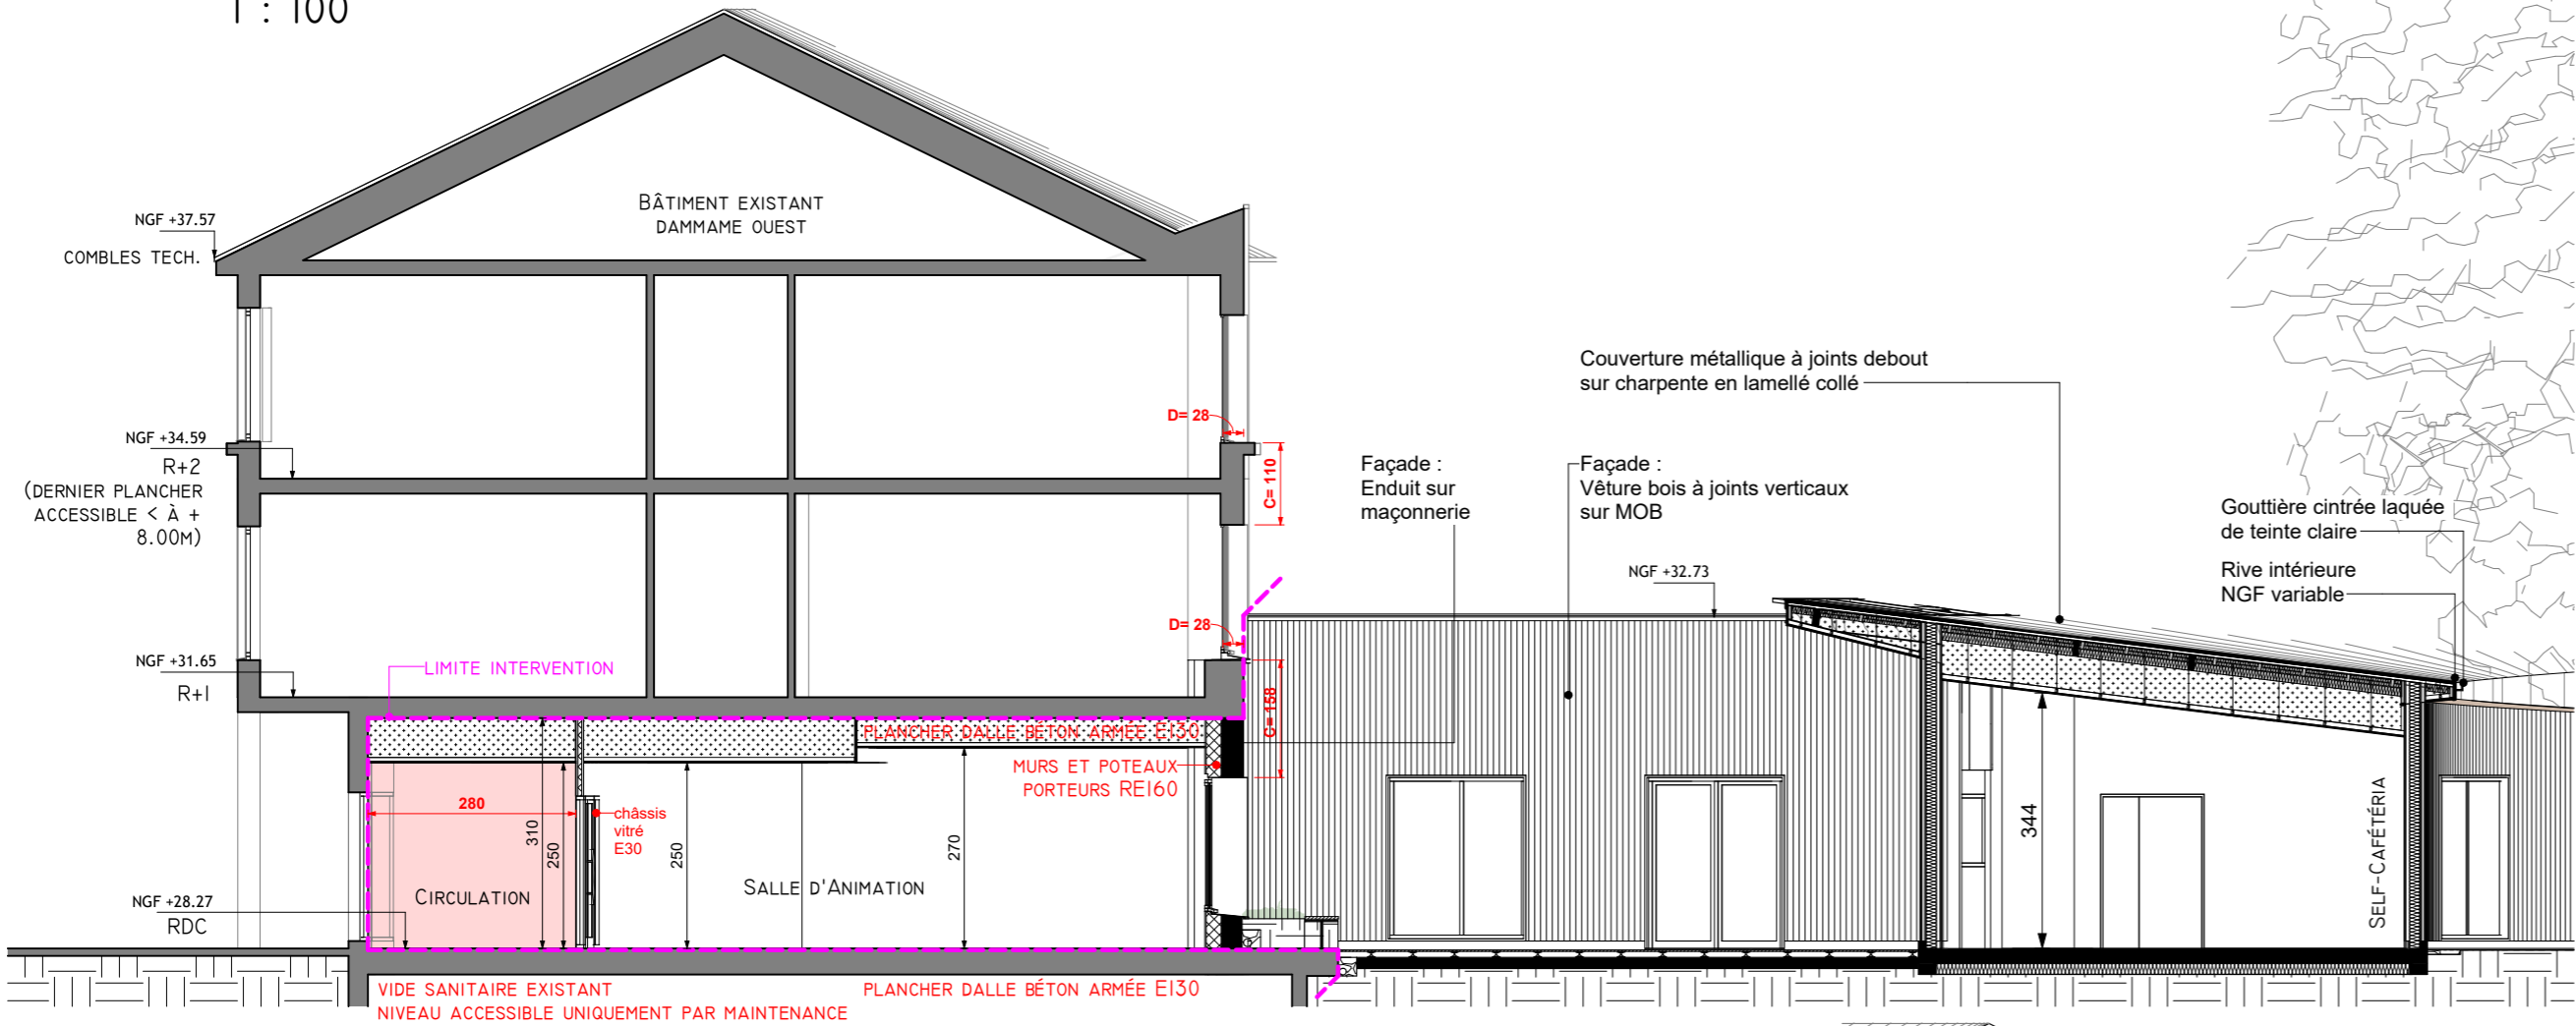 1 : 100
BÂTIMENT EXISTANT
DAMMAME OUEST
NGF +37.57
COMBLES TECH.
NGF +34.59
R+2
(DERNIER PLANCHER
ACCESSIBLE < À +
8.00M)
D= 28
C= 110
Couverture métallique à joints debout
sur charpente en lamellé collé
Façade :
Enduit sur
maçonnerie
Façade :
Vêture bois à joints verticaux
sur MOB
Gouttière cintrée laquée
de teinte claire
Rive intérieure
NGF variable
NGF +32.73
NGF +31.65
R+1
LIMITE INTERVENTION
D= 28
C= 158
PLANCHER DALLE BÉTON ARMÉE EI30
MURS ET POTEAUX
PORTEURS REI60
280
310
250
châssis
vitré
E30
250
270
344
CIRCULATION
SALLE D'ANIMATION
SELF-CAFÉTÉRIA
NGF +28.27
RDC
VIDE SANITAIRE EXISTANT
NIVEAU ACCESSIBLE UNIQUEMENT PAR MAINTENANCE
PLANCHER DALLE BÉTON ARMÉE EI30